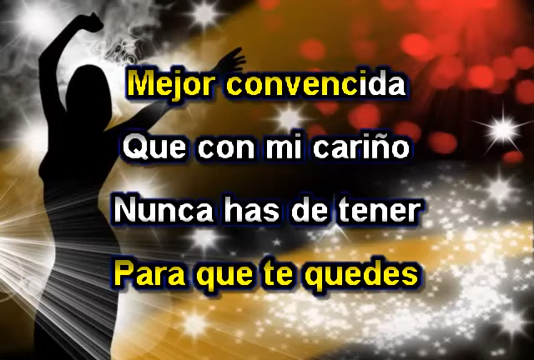 Mejor convencida
Que con mi cariño
Nunca has de tener
Para que te quedes